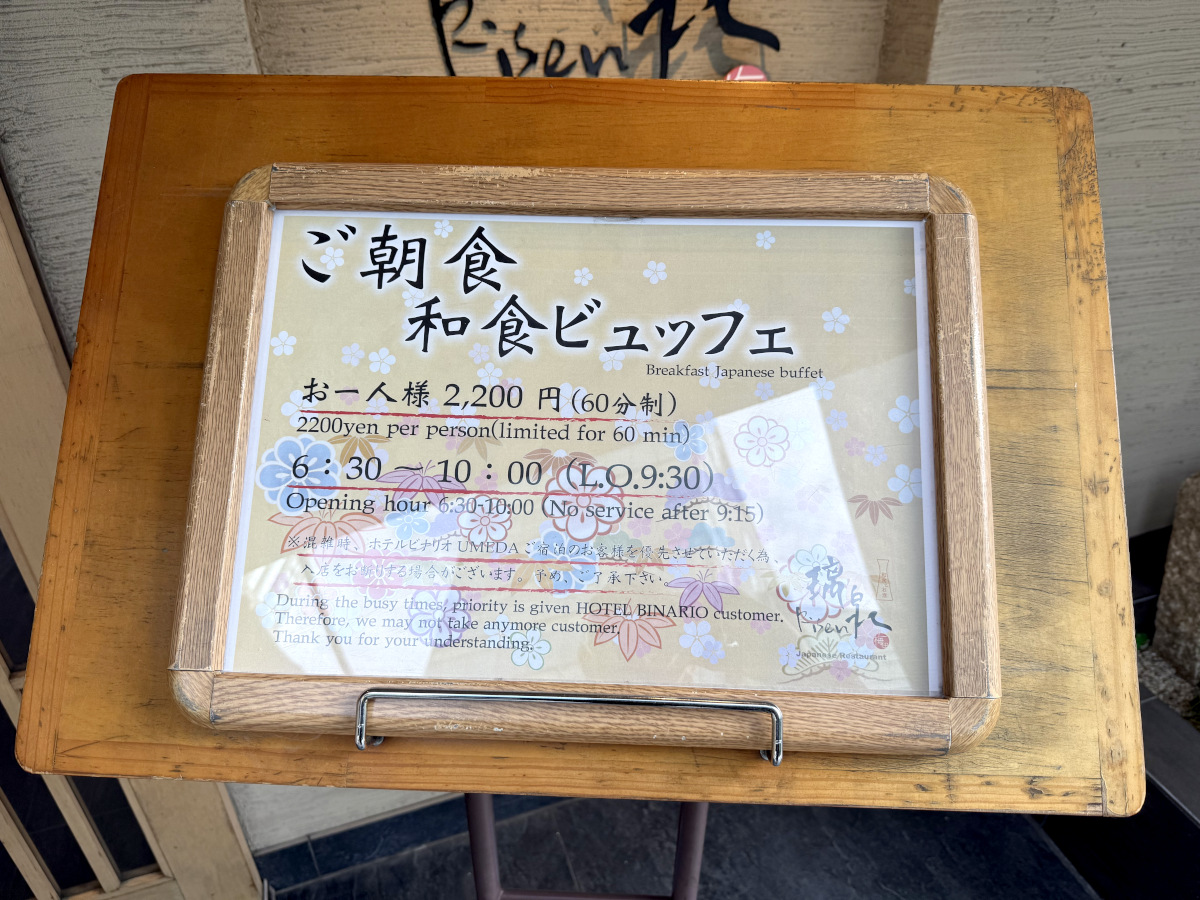 Risen
ご朝食
和食ビュッフェ
Breakfast Japanese buffet
お一人様 2,200 円(60分制)
2200yen per person(limited for 60 min)
6：30 ― 10：00 (L.O.9:30)
Opening hour 6:30-10:00 (No service after 9:15)
※混雑時、ホテルビナリオ UMEDA ご宿泊のお客様を優先させていただく為、
入店をお断りする場合がございます。予め、ご了承下さい。
During the busy times, priority is given HOTEL BINARIO customer.
Therefore, we may not take anymore customer.
Thank you for your understanding.
Risen
Japanese Restaurant